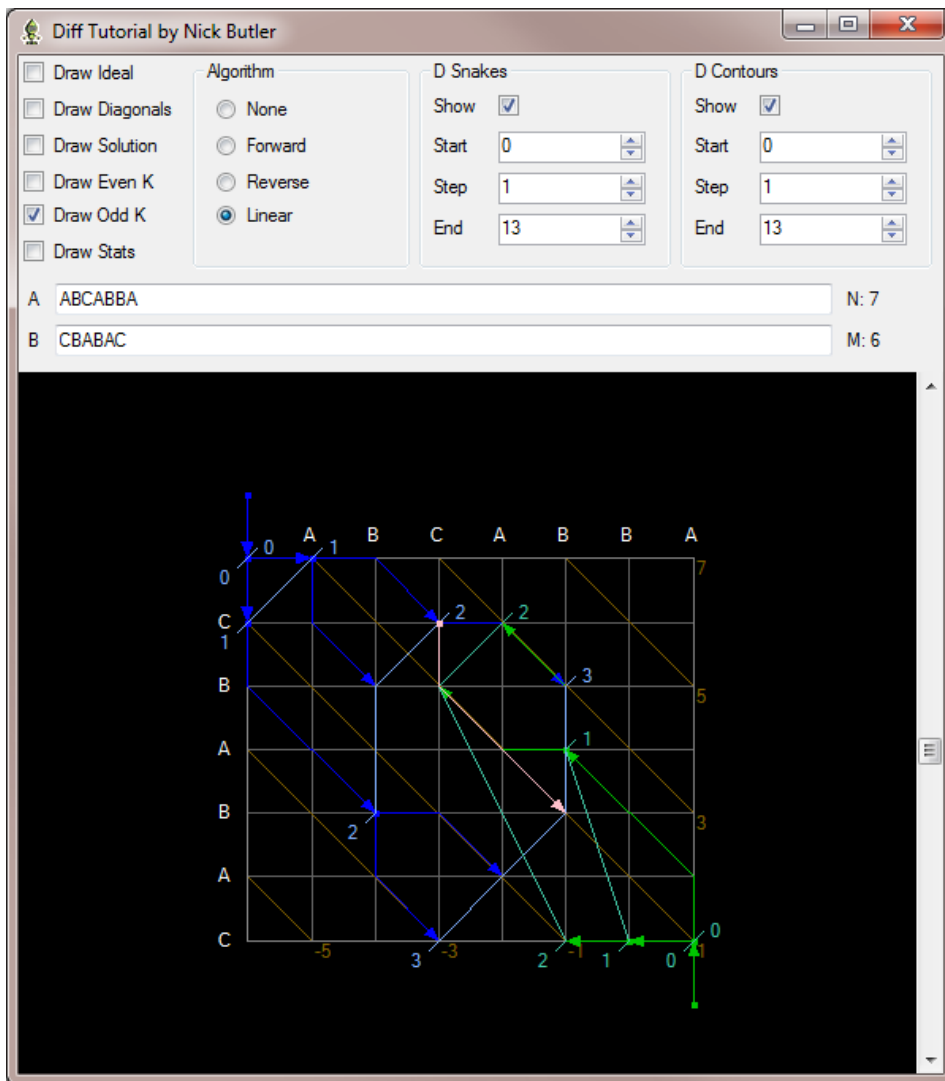 Diff Tutorial by Nick Butler
Draw Ideal
Draw Diagonals
Draw Solution
Draw Even K
Draw Odd K
Draw Stats
Algorithm
None
Forward
Reverse
Linear
D Snakes
Show
Start 0
Step 1
End 13
D Contours
Show
Start 0
Step 1
End 13
A ABCABBA N: 7
B CBABAC M: 6
A B C A B B A
0 1
0 7
C 2 2
1
B 3 5
A 1
B 3
2
A
C 0
-5 -3 -1 1
3 2 1 0